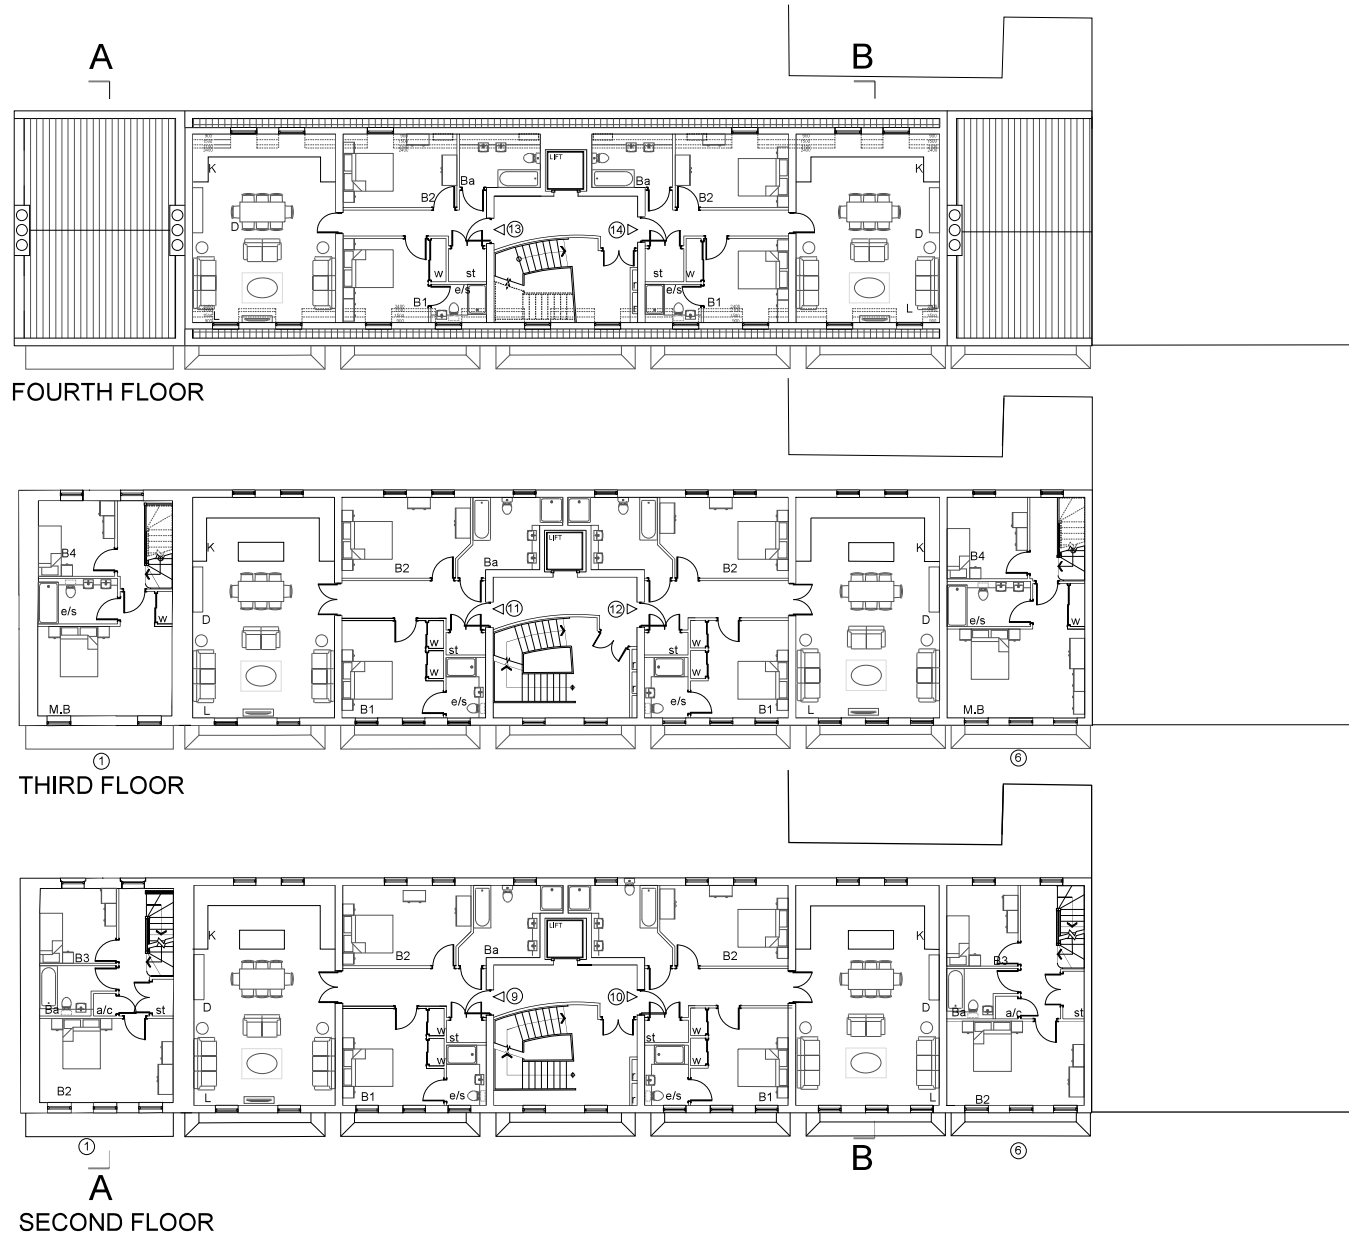 A B
LIFT
K B2 Ba Ba B2 K
D 13 14 D
w st st w
B1 e/s e/s B1
L L
FOURTH FLOOR
B4 K B2 Ba LIFT B2 K B4
e/s w D 11 12 D e/s w
w st st w
w w
M.B L B1 e/s e/s B1 L M.B
1 6
THIRD FLOOR
B3 K B2 Ba LIFT B2 K B3
Ba a/c st D 9 10 D Ba a/c st
w st st w
w w
B2 L B1 e/s e/s B1 L B2
1 6
A B
SECOND FLOOR